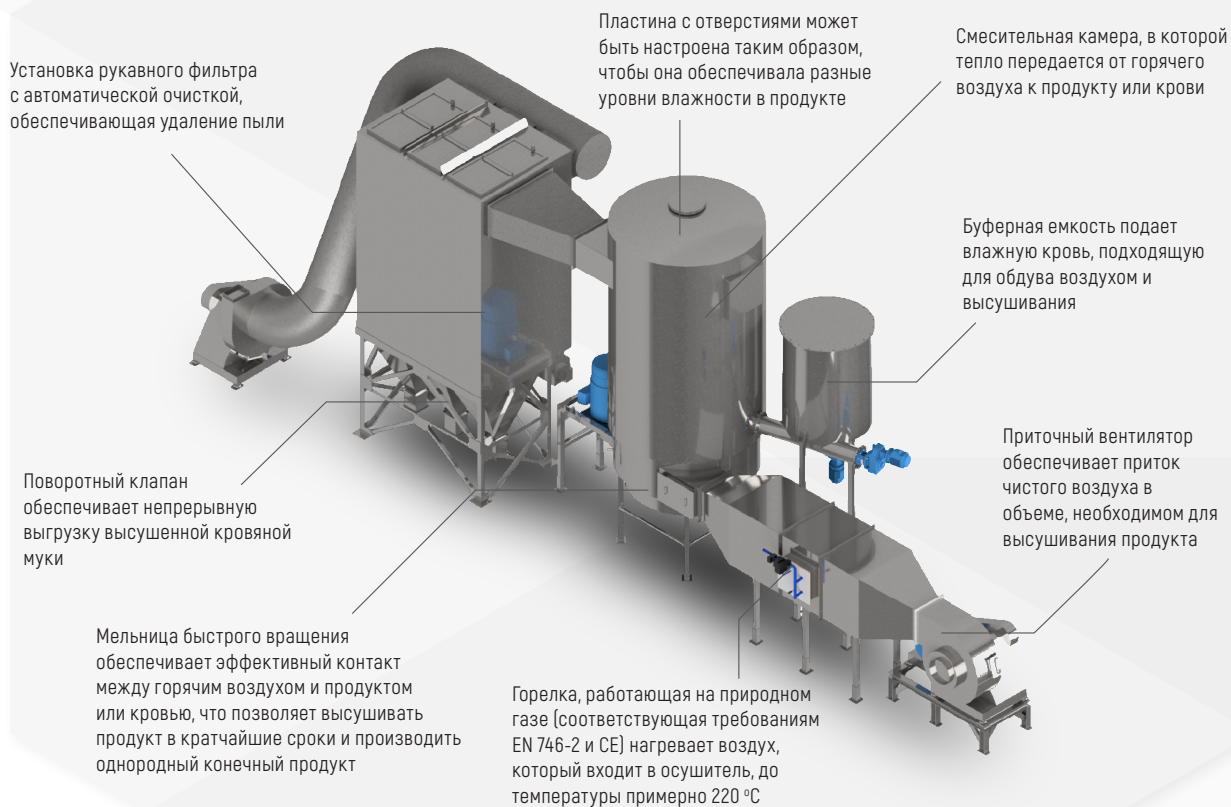 Установка рукавного фильтра
с автоматической очисткой,
обеспечивающая удаление пыли
Пластина с отверстиями может
быть настроена таким образом,
чтобы она обеспечивала разные
уровни влажности в продукте
Смесительная камера, в которой
тепло передается от горячего
воздуха к продукту или крови
Буферная емкость подает
влажную кровь, подходящую
для обдува воздухом и
высушивания
Приточный вентилятор
обеспечивает приток
чистого воздуха в
объеме, необходимом для
высушивания продукта
Поворотный клапан
обеспечивает непрерывную
выгрузку высушенной кровяной
муки
Мельница быстрого вращения
обеспечивает эффективный контакт
между горячим воздухом и продуктом
или кровью, что позволяет высушивать
продукт в кратчайшие сроки и производить
однородный конечный продукт
Горелка, работающая на природном
газе (соответствующая требованиям
EN 746-2 и CE) нагревает воздух,
который входит в осушитель, до
температуры примерно 220 ºC